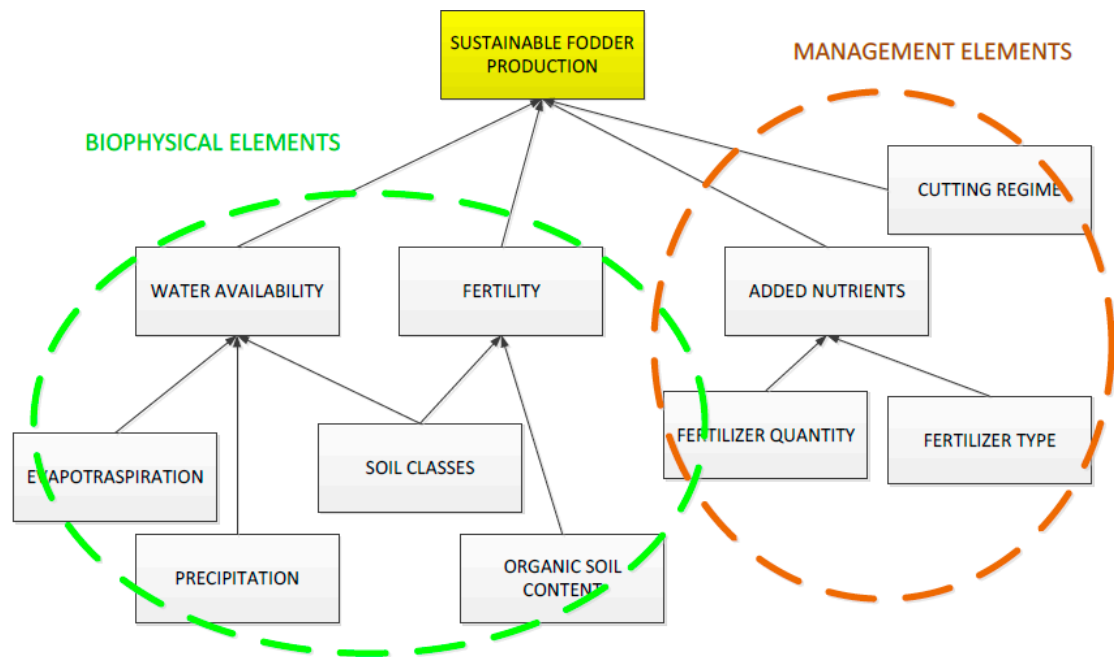 SUSTAINABLE FODDER
PRODUCTION
MANAGEMENT ELEMENTS
BIOPHYSICAL ELEMENTS
CUTTING REGIME
WATER AVAILABILITY
FERTILITY
ADDED NUTRIENTS
FERTILIZER QUANTITY
FERTILIZER TYPE
EVAPOTRASPIRATION
SOIL CLASSES
PRECIPITATION
ORGANIC SOIL
CONTENT